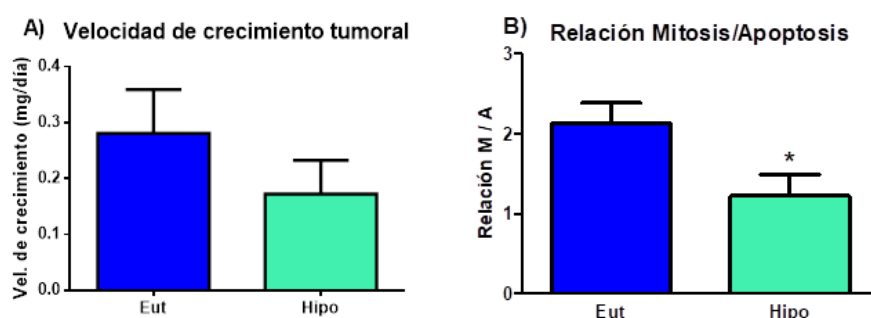 A) Velocidad de crecimiento tumoral
Vel. de crecimiento (mg/día)
0.4
0.3
0.2
0.1
0.0
Eut
Hipo
B) Relación Mitosis/Apoptosis
Relación M / A
3
2
1
0
*
Eut
Hipo